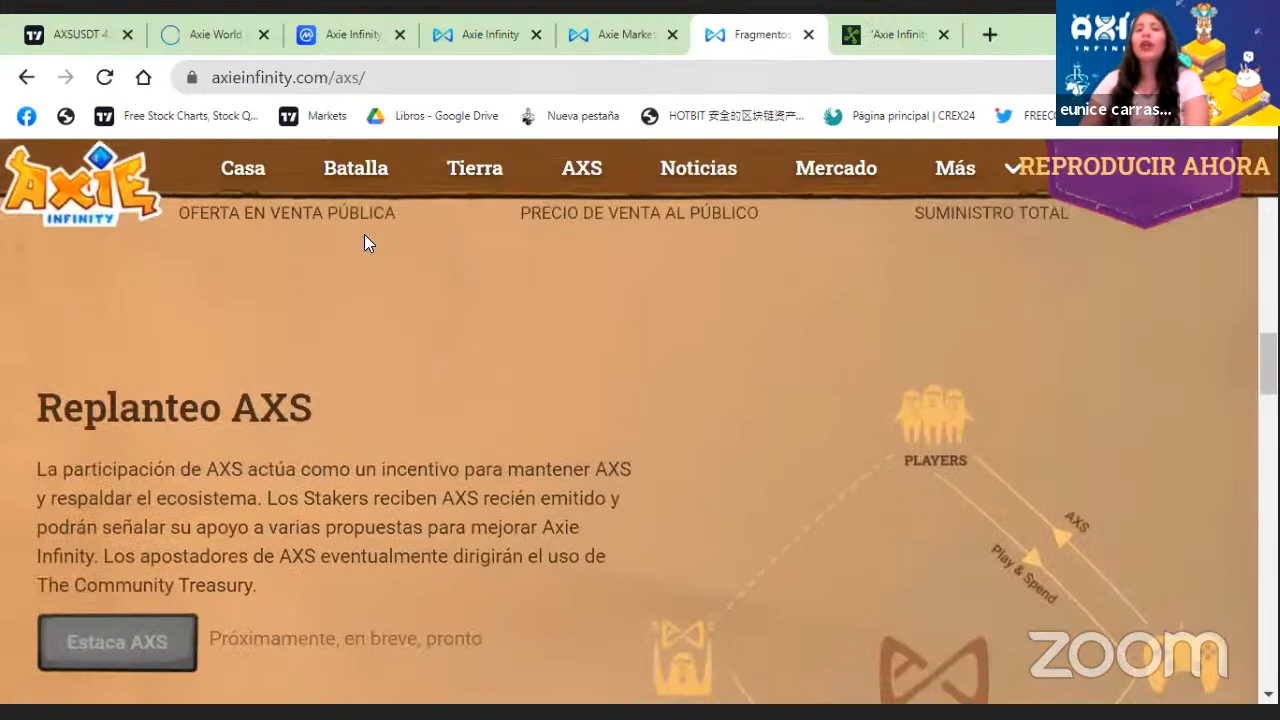 AXSUSDT 4
Axie World
Axie Infinity
Axie Infinity
Axie Marke
Fragmentos
'Axie Infinit
AXIE
INFINITY
eunice carras...
axieinfinity.com/axs/
Free Stock Charts, Stock Q...
Markets
Libros - Google Drive
Nueva pestaña
HOTBIT 安全的区块链资产...
Página principal | CREX24
FREEC
AXIE
INFINITY
Casa
Batalla
Tierra
AXS
Noticias
Mercado
Más
REPRODUCIR AHORA
OFERTA EN VENTA PÚBLICA
PRECIO DE VENTA AL PÚBLICO
SUMINISTRO TOTAL
Replanteo AXS
La participación de AXS actúa como un incentivo para mantener AXS
y respaldar el ecosistema. Los Stakers reciben AXS recién emitido y
podrán señalar su apoyo a varias propuestas para mejorar Axie
Infinity. Los apostadores de AXS eventualmente dirigirán el uso de
The Community Treasury.
Estaca AXS
Próximamente, en breve, pronto
PLAYERS
AXS
Play & Spend
zoom